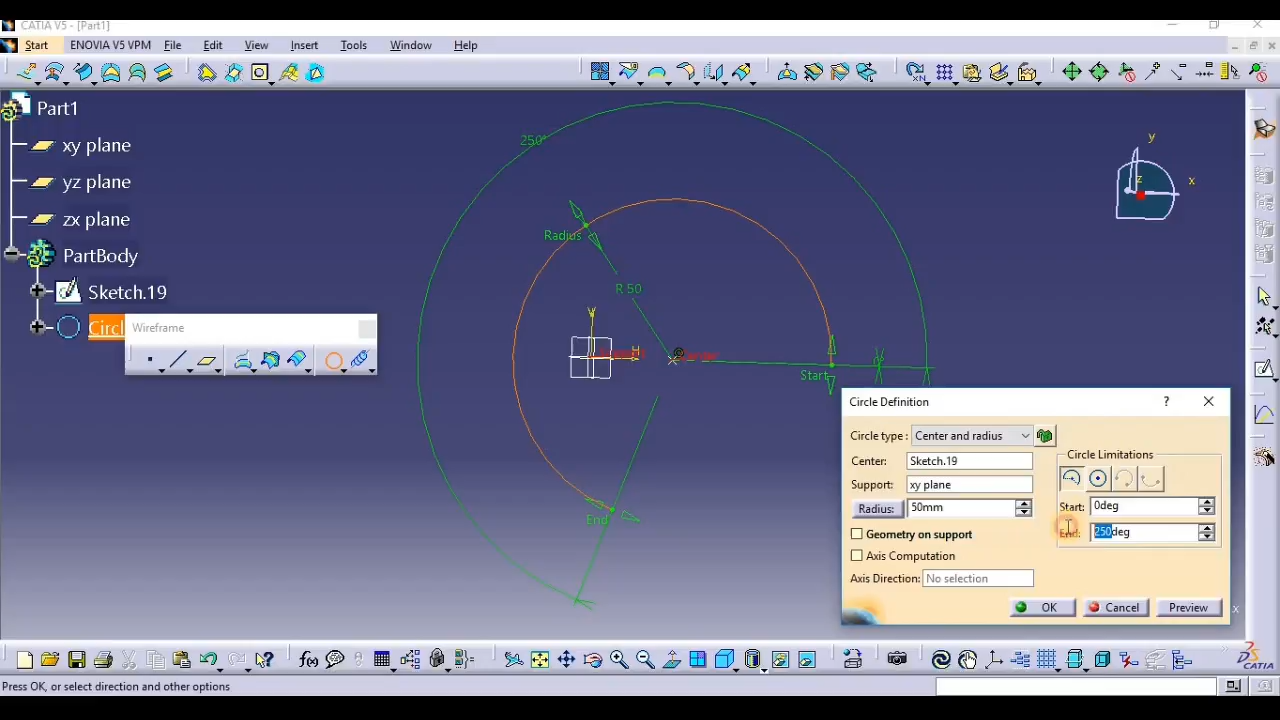 CATIA V5 - [Part1]
Start ENOVIA V5 VPM File Edit View Insert Tools Window Help
Part1
xy plane
yz plane
zx plane
PartBody
Sketch.19
Circl
Wireframe
250°
Radius
R 50
V
H
Center
Start
End
y
z
x
Circle Definition
Circle type : Center and radius
Center: Sketch.19
Support: xy plane
Radius: 50mm
Geometry on support
Axis Computation
Axis Direction: No selection
Circle Limitations
Start: 0deg
End: 250deg
OK Cancel Preview
x
f(x)
CATIA
Press OK, or select direction and other options